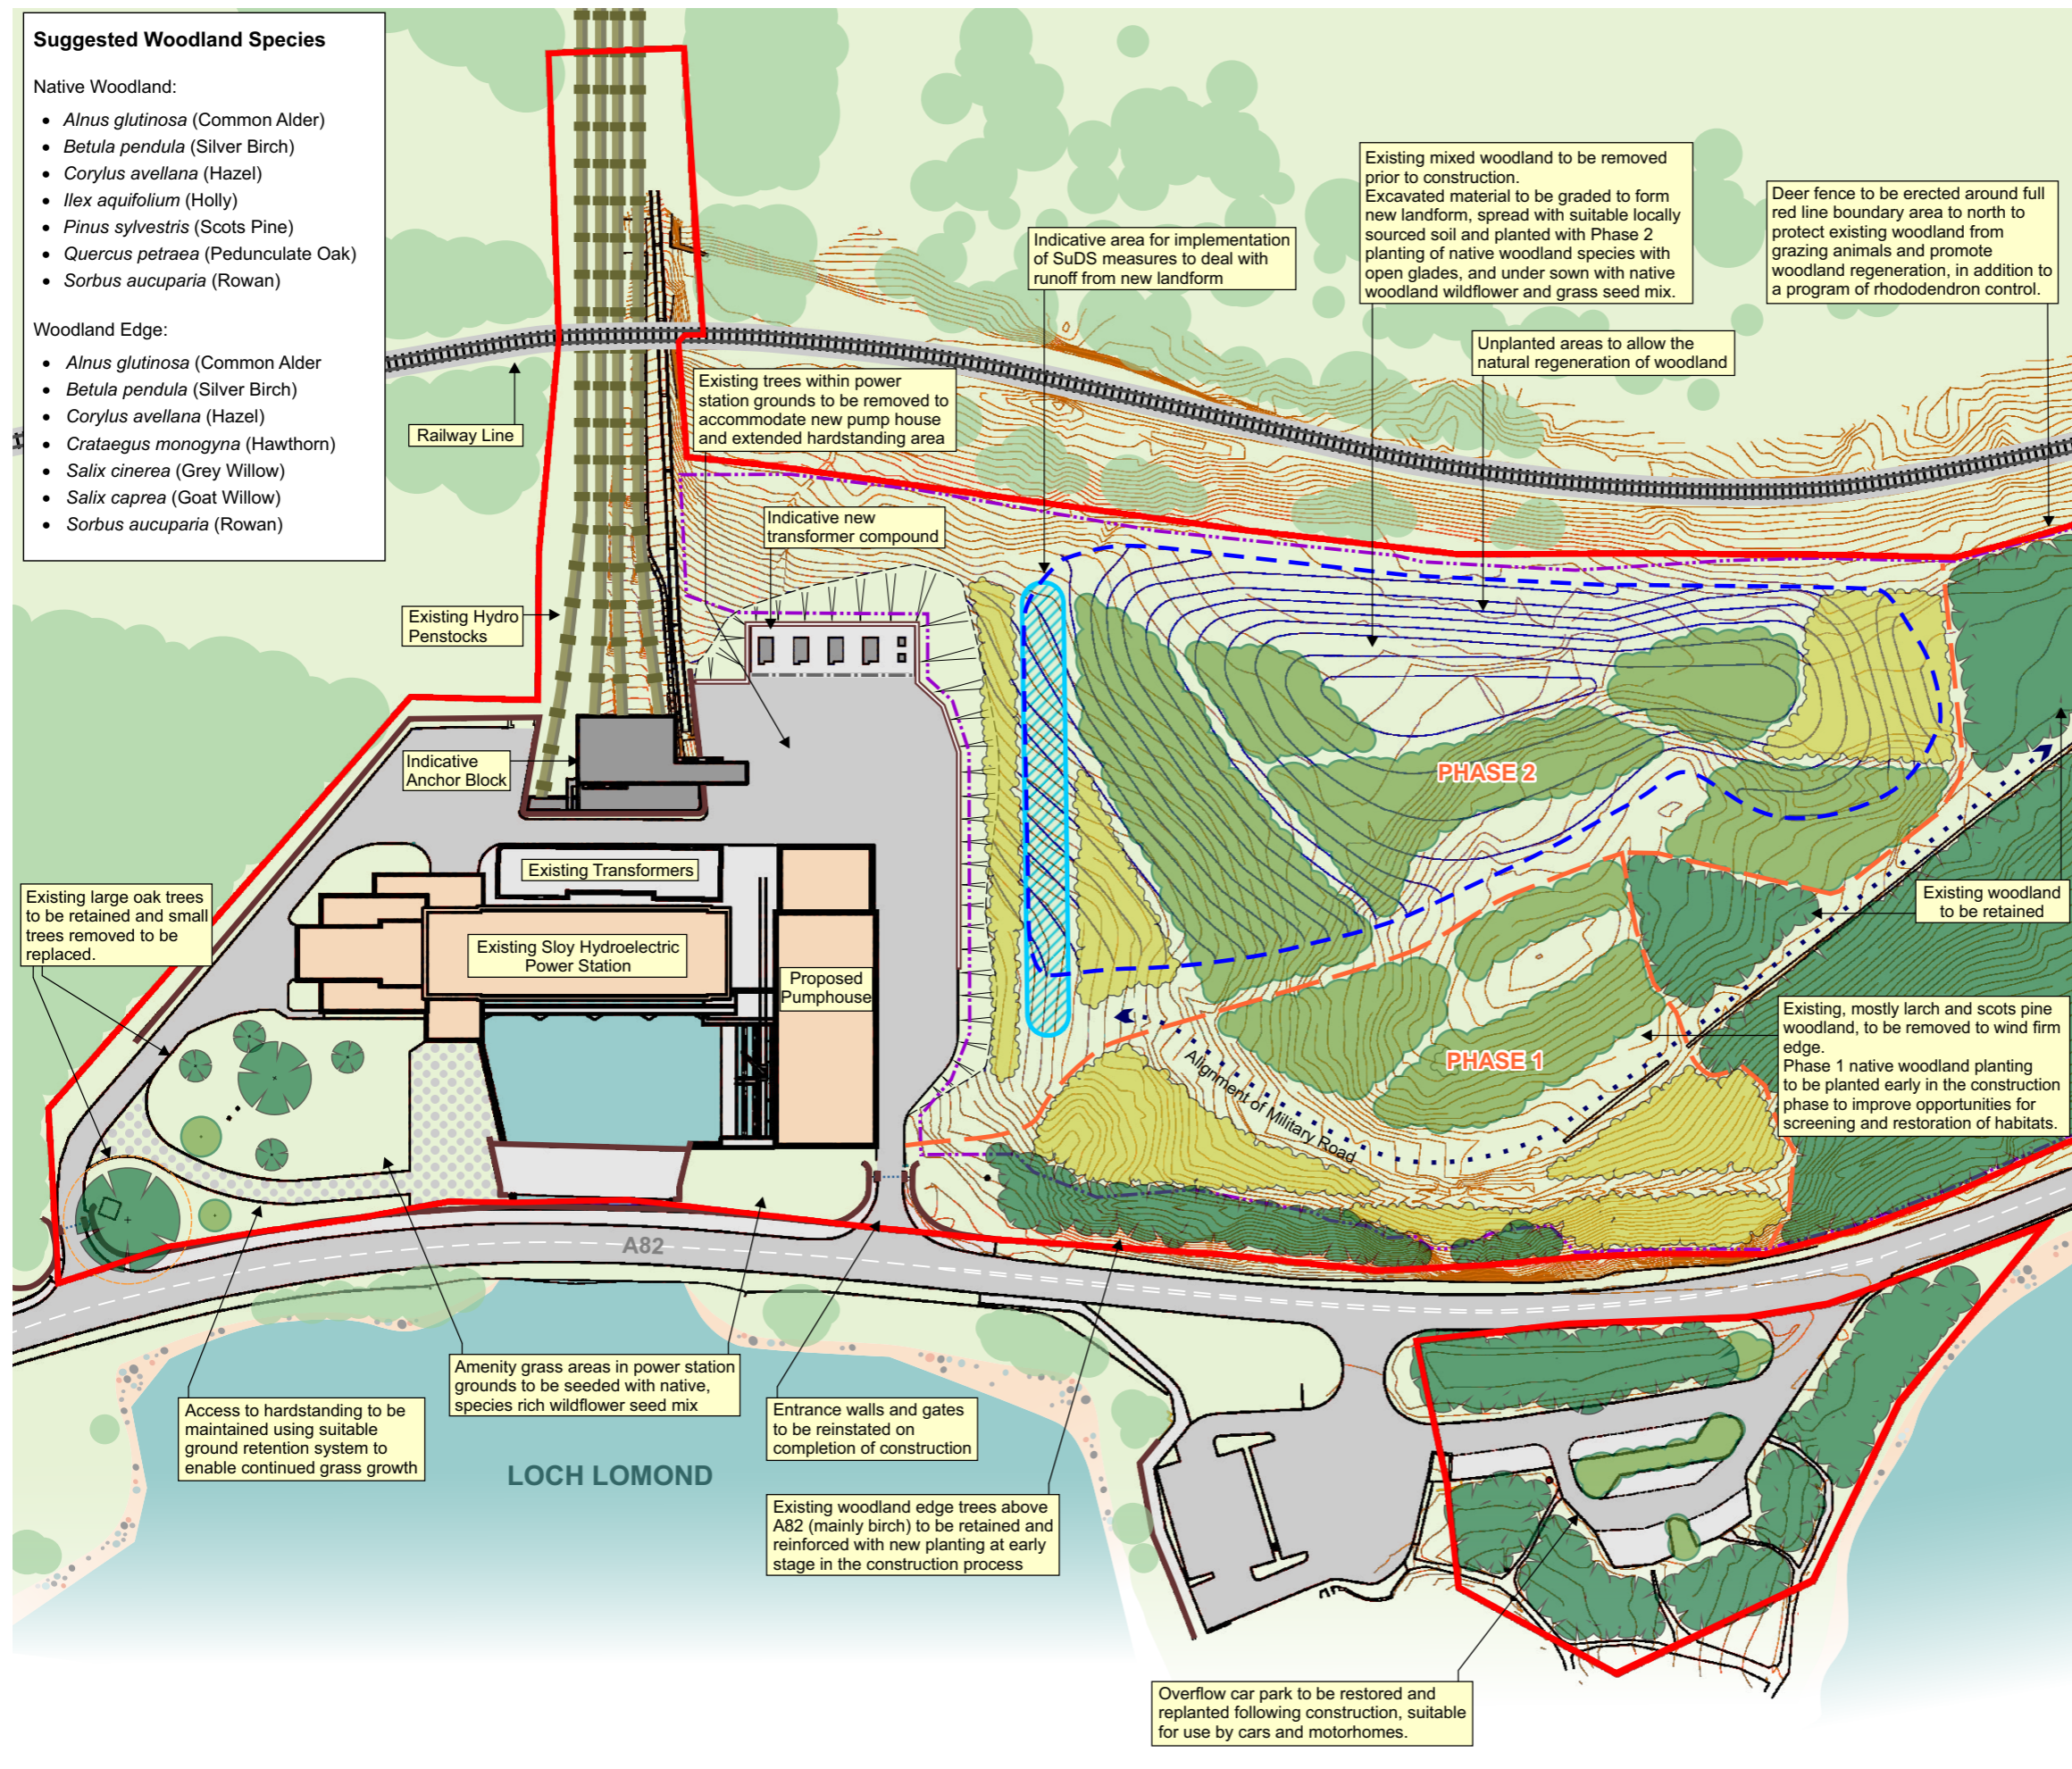 Suggested Woodland Species
Native Woodland:
• Alnus glutinosa (Common Alder)
• Betula pendula (Silver Birch)
• Corylus avellana (Hazel)
• Ilex aquifolium (Holly)
• Pinus sylvestris (Scots Pine)
• Quercus petraea (Pedunculate Oak)
• Sorbus aucuparia (Rowan)
Woodland Edge:
• Alnus glutinosa (Common Alder
• Betula pendula (Silver Birch)
• Corylus avellana (Hazel)
• Crataegus monogyna (Hawthorn)
• Salix cinerea (Grey Willow)
• Salix caprea (Goat Willow)
• Sorbus aucuparia (Rowan)
Existing mixed woodland to be removed
prior to construction.
Excavated material to be graded to form
new landform, spread with suitable locally
sourced soil and planted with Phase 2
planting of native woodland species with
open glades, and under sown with native
woodland wildflower and grass seed mix.
Deer fence to be erected around full
red line boundary area to north to
protect existing woodland from
grazing animals and promote
woodland regeneration, in addition to
a program of rhododendron control.
Indicative area for implementation
of SuDS measures to deal with
runoff from new landform
Unplanted areas to allow the
natural regeneration of woodland
Existing trees within power
station grounds to be removed to
accommodate new pump house
and extended hardstanding area
Railway Line
Indicative new
transformer compound
Existing Hydro
Penstocks
Indicative
Anchor Block
PHASE 2
Existing Transformers
Existing large oak trees
to be retained and small
trees removed to be
replaced.
Existing woodland
to be retained
Existing Sloy Hydroelectric
Power Station
Proposed
Pumphouse
Existing, mostly larch and scots pine
woodland, to be removed to wind firm
edge.
Phase 1 native woodland planting
to be planted early in the construction
phase to improve opportunities for
screening and restoration of habitats.
PHASE 1
Alignment of Military Road
A82
Amenity grass areas in power station
grounds to be seeded with native,
species rich wildflower seed mix
Access to hardstanding to be
maintained using suitable
ground retention system to
enable continued grass growth
Entrance walls and gates
to be reinstated on
completion of construction
LOCH LOMOND
Existing woodland edge trees above
A82 (mainly birch) to be retained and
reinforced with new planting at early
stage in the construction process
Overflow car park to be restored and
replanted following construction, suitable
for use by cars and motorhomes.